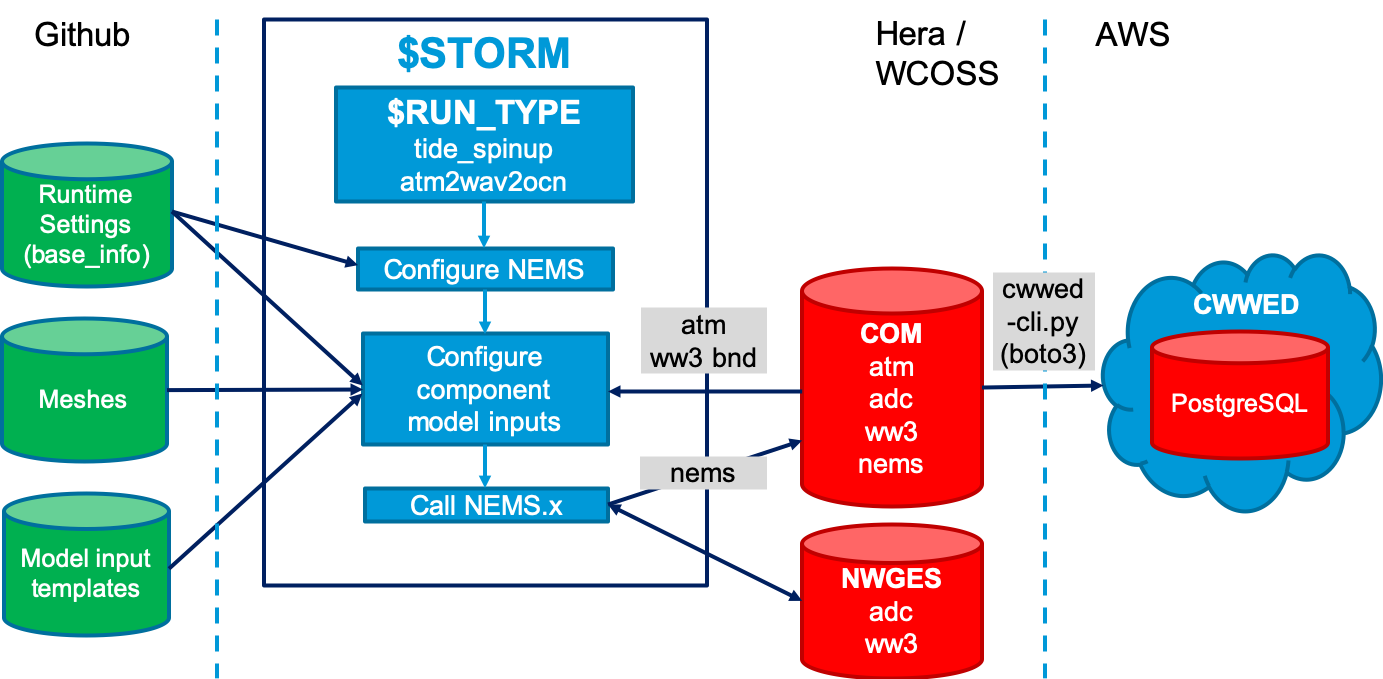 Github
$STORM
Hera /
WCOSS
AWS
$RUN_TYPE
tide_spinup
atm2wav2ocn
Runtime
Settings
(base_info)
Configure NEMS
Meshes
Configure
component
model inputs
atm
ww3 bnd
COM
atm
adc
ww3
nems
cwwed
-cli.py
(boto3)
CWWED
PostgreSQL
nems
Call NEMS.x
Model input
templates
NWGES
adc
ww3